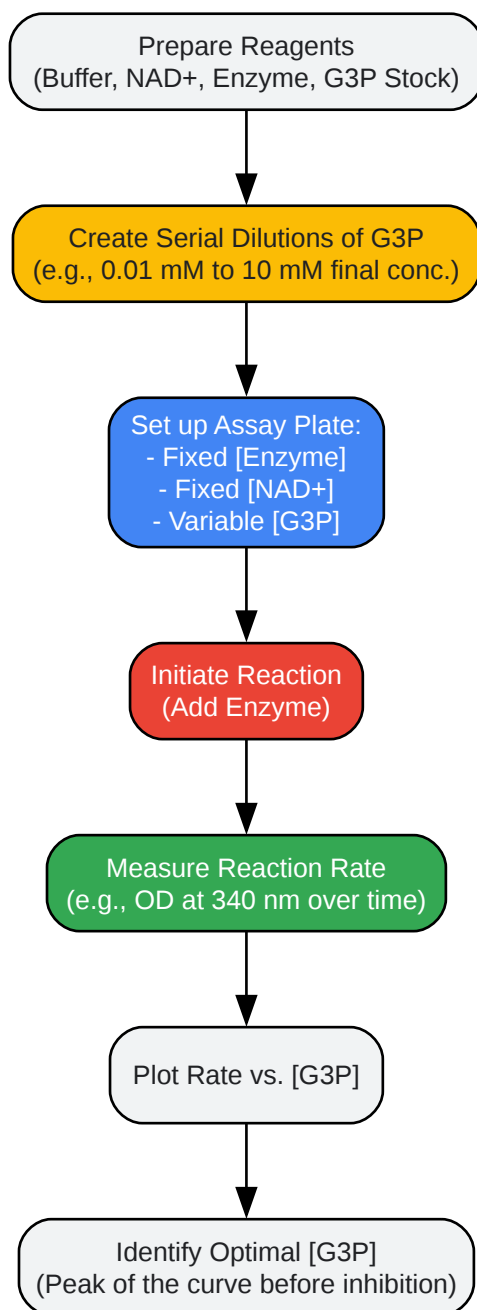 Prepare Reagents
(Buffer, NAD+, Enzyme, G3P Stock)
Create Serial Dilutions of G3P
(e.g., 0.01 mM to 10 mM final conc.)
Set up Assay Plate:
- Fixed [Enzyme]
- Fixed [NAD+]
- Variable [G3P]
Initiate Reaction
(Add Enzyme)
Measure Reaction Rate
(e.g., OD at 340 nm over time)
Plot Rate vs. [G3P]
Identify Optimal [G3P]
(Peak of the curve before inhibition)